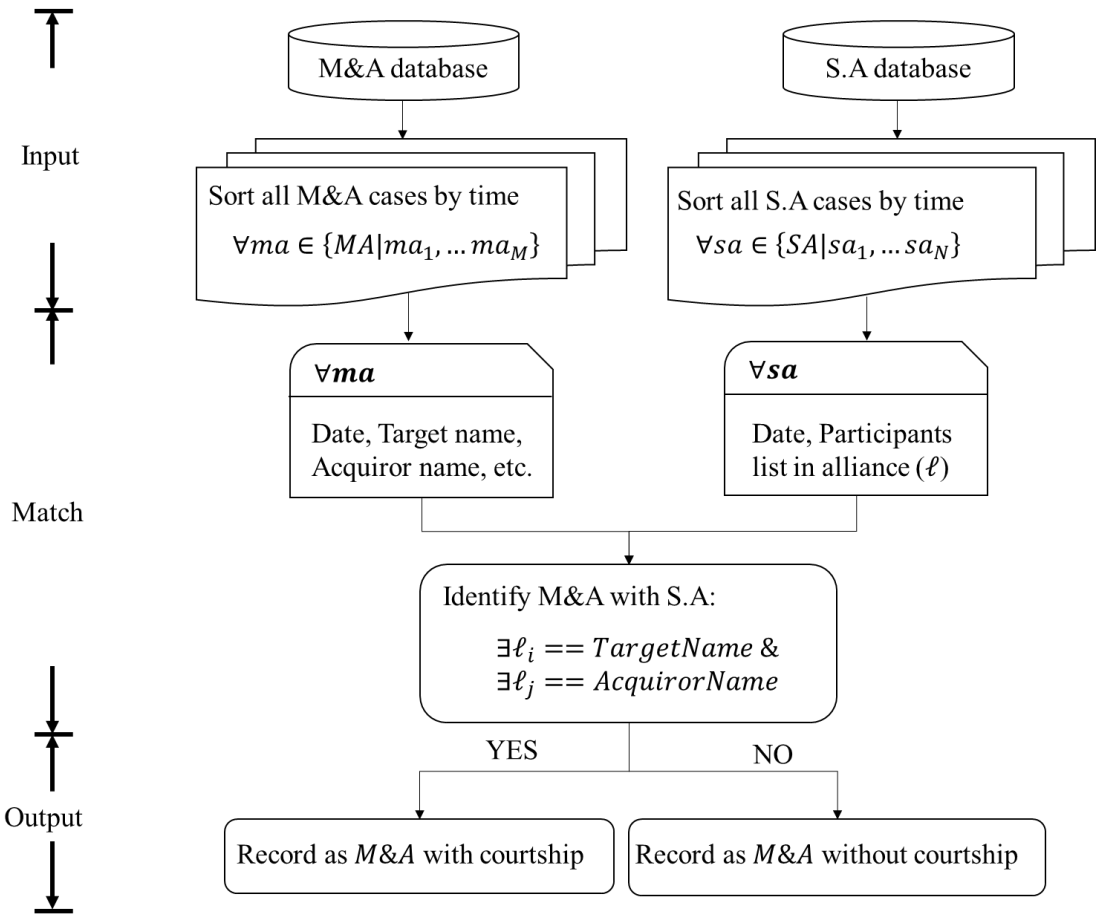 M&A database
S.A database
Input
Sort all M&A cases by time
∀ma ∈ {MA|ma₁, … ma_M}
Sort all S.A cases by time
∀sa ∈ {SA|sa₁, … sa_N}
∀ma
Date, Target name,
Acquiror name, etc.
∀sa
Date, Participants
list in alliance (ℓ)
Match
Identify M&A with S.A:
∃ℓᵢ == TargetName &
∃ℓⱼ == AcquirorName
YES
NO
Output
Record as M&A with courtship
Record as M&A without courtship